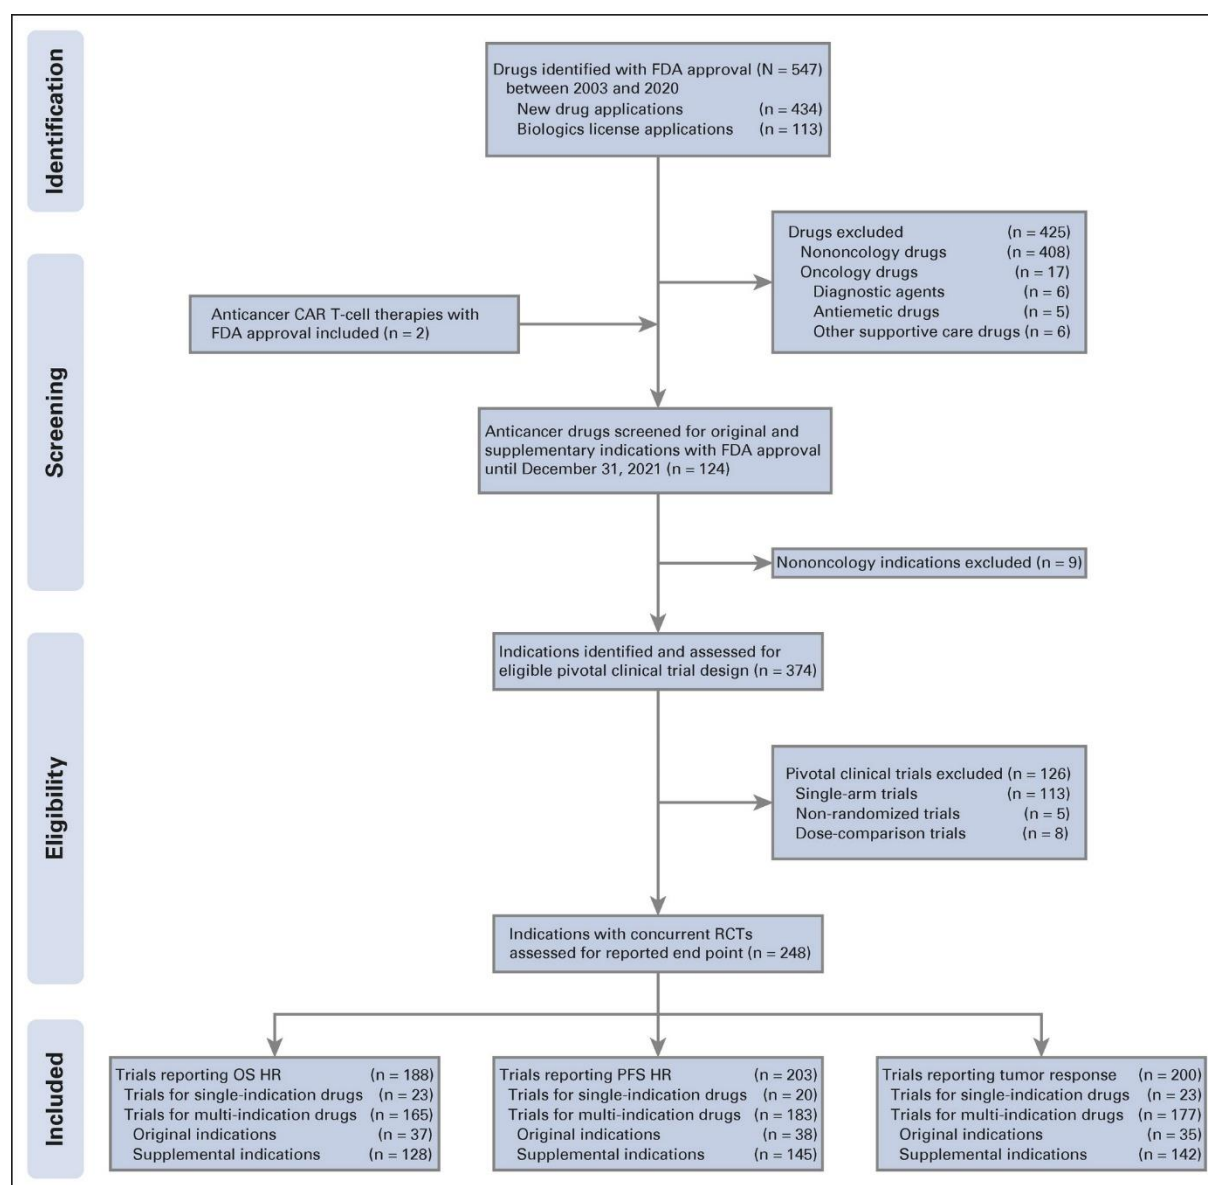 Identification
Drugs identified with FDA approval (N = 547)
between 2003 and 2020
New drug applications (n = 434)
Biologics license applications (n = 113)
Screening
Drugs excluded (n = 425)
Nononcology drugs (n = 408)
Oncology drugs (n = 17)
Diagnostic agents (n = 6)
Antiemetic drugs (n = 5)
Other supportive care drugs (n = 6)
Anticancer CAR T-cell therapies with
FDA approval included (n = 2)
Anticancer drugs screened for original and
supplementary indications with FDA approval
until December 31, 2021 (n = 124)
Nononcology indications excluded (n = 9)
Eligibility
Indications identified and assessed for
eligible pivotal clinical trial design (n = 374)
Pivotal clinical trials excluded (n = 126)
Single-arm trials (n = 113)
Non-randomized trials (n = 5)
Dose-comparison trials (n = 8)
Indications with concurrent RCTs
assessed for reported end point (n = 248)
Included
Trials reporting OS HR (n = 188)
Trials for single-indication drugs (n = 23)
Trials for multi-indication drugs (n = 165)
Original indications (n = 37)
Supplemental indications (n = 128)
Trials reporting PFS HR (n = 203)
Trials for single-indication drugs (n = 20)
Trials for multi-indication drugs (n = 183)
Original indications (n = 38)
Supplemental indications (n = 145)
Trials reporting tumor response (n = 200)
Trials for single-indication drugs (n = 23)
Trials for multi-indication drugs (n = 177)
Original indications (n = 35)
Supplemental indications (n = 142)